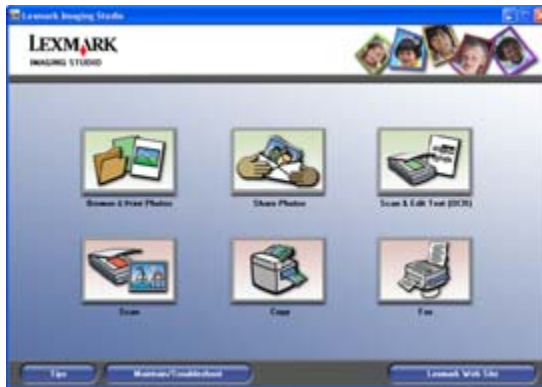 Lexmark Imaging Studio
LEXMARK
IMAGING STUDIO
Browse & Print Photos
Share Photos
Scan & Edit Text (OCR)
Scan
Copy
Fax
Tips
Maintain/Troubleshoot
Lexmark Web Site